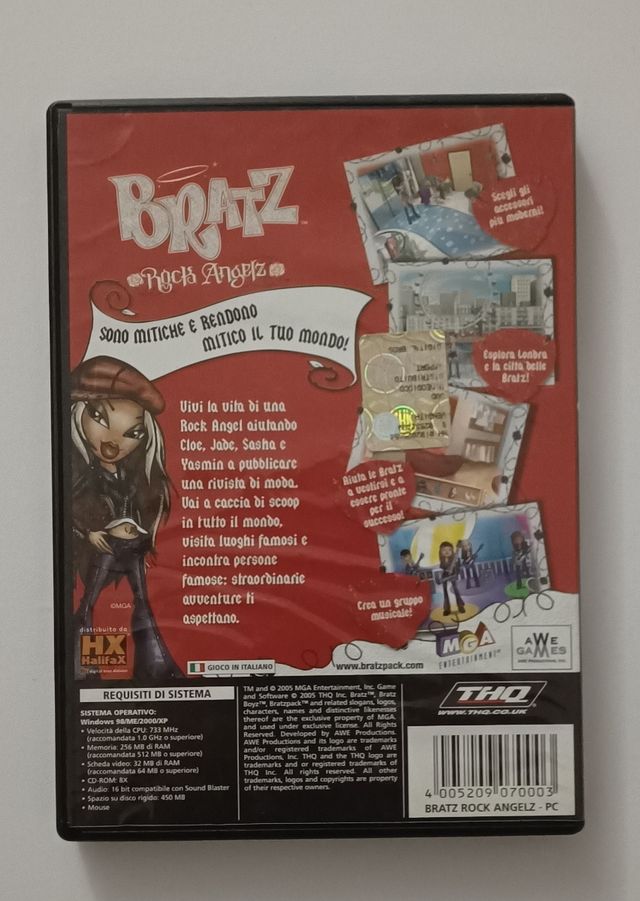 BRATZ
Rock Angelz
SONO MITICHE E RENDONO
MITICO IL TUO MONDO!
Scegli gli
accessori
più moderni!
Esplora Londra
e la città delle
Bratz!
Vivi la vita di una
Rock Angel aiutando
Cloe, Jade, Sasha e
Yasmin a pubblicare
una rivista di moda.
Vai a caccia di scoop
in tutto il mondo,
visita luoghi famosi e
incontra persone
famose: straordinarie
avventure ti
aspettano.
Aiuta le Bratz
a vestirsi e a
essere pronte
per il
successo!
Crea un gruppo
musicale!
©MGA
distribuito da
HX
HalifaX
GIOCO IN ITALIANO
www.bratzpack.com
MGA
ENTERTAINMENT
AWE
GAMES
AWE PRODUCTIONS, INC.
REQUISITI DI SISTEMA
SISTEMA OPERATIVO:
Windows 98/ME/2000/XP
• Velocità della CPU: 733 MHz
(raccomandata 1.0 GHz o superiore)
• Memoria: 256 MB di RAM
(raccomandata 512 MB o superiore)
• Scheda video: 32 MB di RAM
(raccomandata 64 MB o superiore)
• CD-ROM: 8X
• Audio: 16 bit compatibile con Sound Blaster
• Spazio su disco rigido: 450 MB
• Mouse
TM and © 2005 MGA Entertainment, Inc. Game
and Software © 2005 THQ Inc. Bratz™, Bratz
Boyz™, Bratzpack™ and related slogans, logos,
characters, names and distinctive likenesses
thereof are the exclusive property of MGA
and used under exclusive license. All Rights
Reserved. Developed by AWE Productions.
AWE Productions and its logo are trademarks
and/or registered trademarks of AWE
Productions, Inc. THQ and the THQ logo are
trademarks and or registered trademarks of
THQ Inc. All rights reserved. All other
trademarks, logos and copyrights are property
of their respective owners.
THQ
WWW.THQ.CO.UK
4 005209 070003
BRATZ ROCK ANGELZ - PC